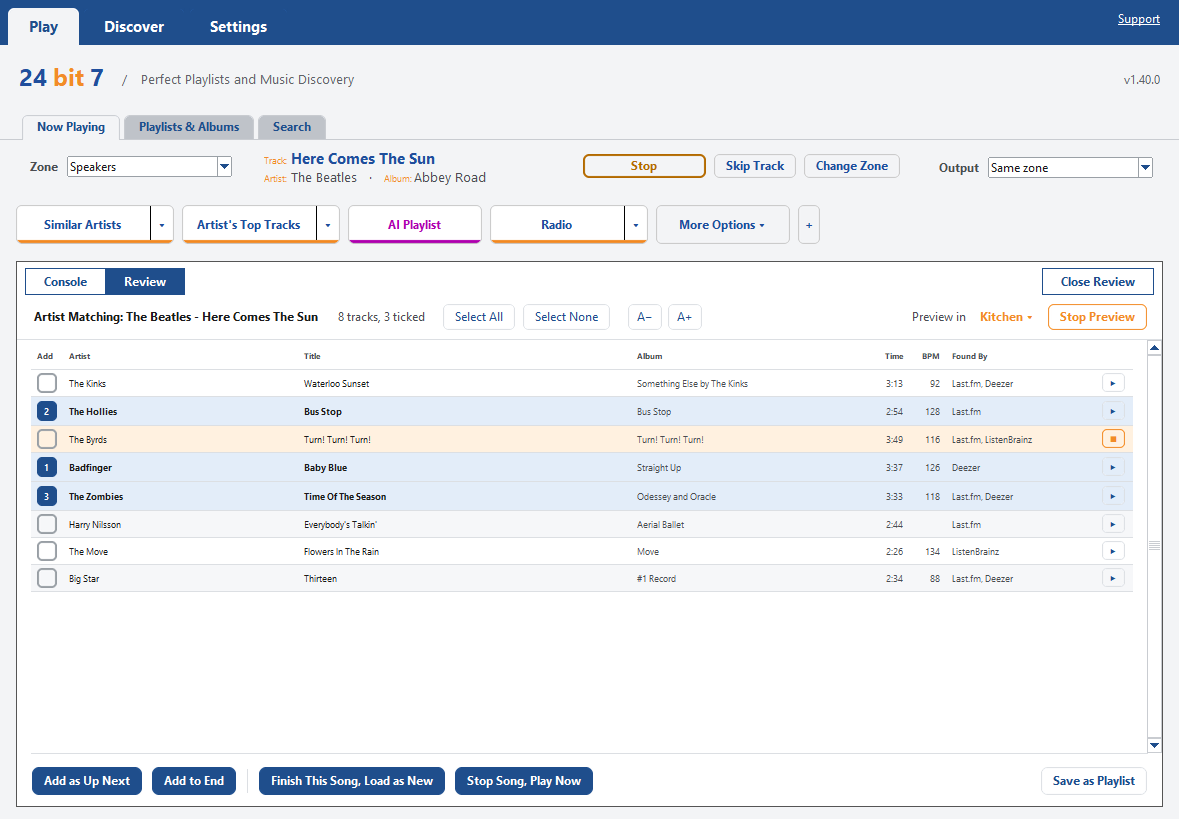 Play Discover Settings Support
24 bit 7 / Perfect Playlists and Music Discovery v1.40.0
Now Playing Playlists & Albums Search
Zone Speakers Track: Here Comes The Sun Stop Skip Track Change Zone Output Same zone
Artist: The Beatles · Album: Abbey Road
Similar Artists Artist's Top Tracks AI Playlist Radio More Options +
Console Review Close Review
Artist Matching: The Beatles - Here Comes The Sun 8 tracks, 3 ticked Select All Select None A− A+ Preview in Kitchen Stop Preview
Add Artist Title Album Time BPM Found By
The Kinks Waterloo Sunset Something Else by The Kinks 3:13 92 Last.fm, Deezer
2 The Hollies Bus Stop Bus Stop 2:54 128 Last.fm
The Byrds Turn! Turn! Turn! Turn! Turn! Turn! 3:49 116 Last.fm, ListenBrainz
1 Badfinger Baby Blue Straight Up 3:37 126 Deezer
3 The Zombies Time Of The Season Odessey and Oracle 3:33 118 Last.fm, Deezer
Harry Nilsson Everybody's Talkin' Aerial Ballet 2:44 Last.fm
The Move Flowers In The Rain Move 2:26 134 ListenBrainz
Big Star Thirteen #1 Record 2:34 88 Last.fm, Deezer
Add as Up Next Add to End Finish This Song, Load as New Stop Song, Play Now Save as Playlist